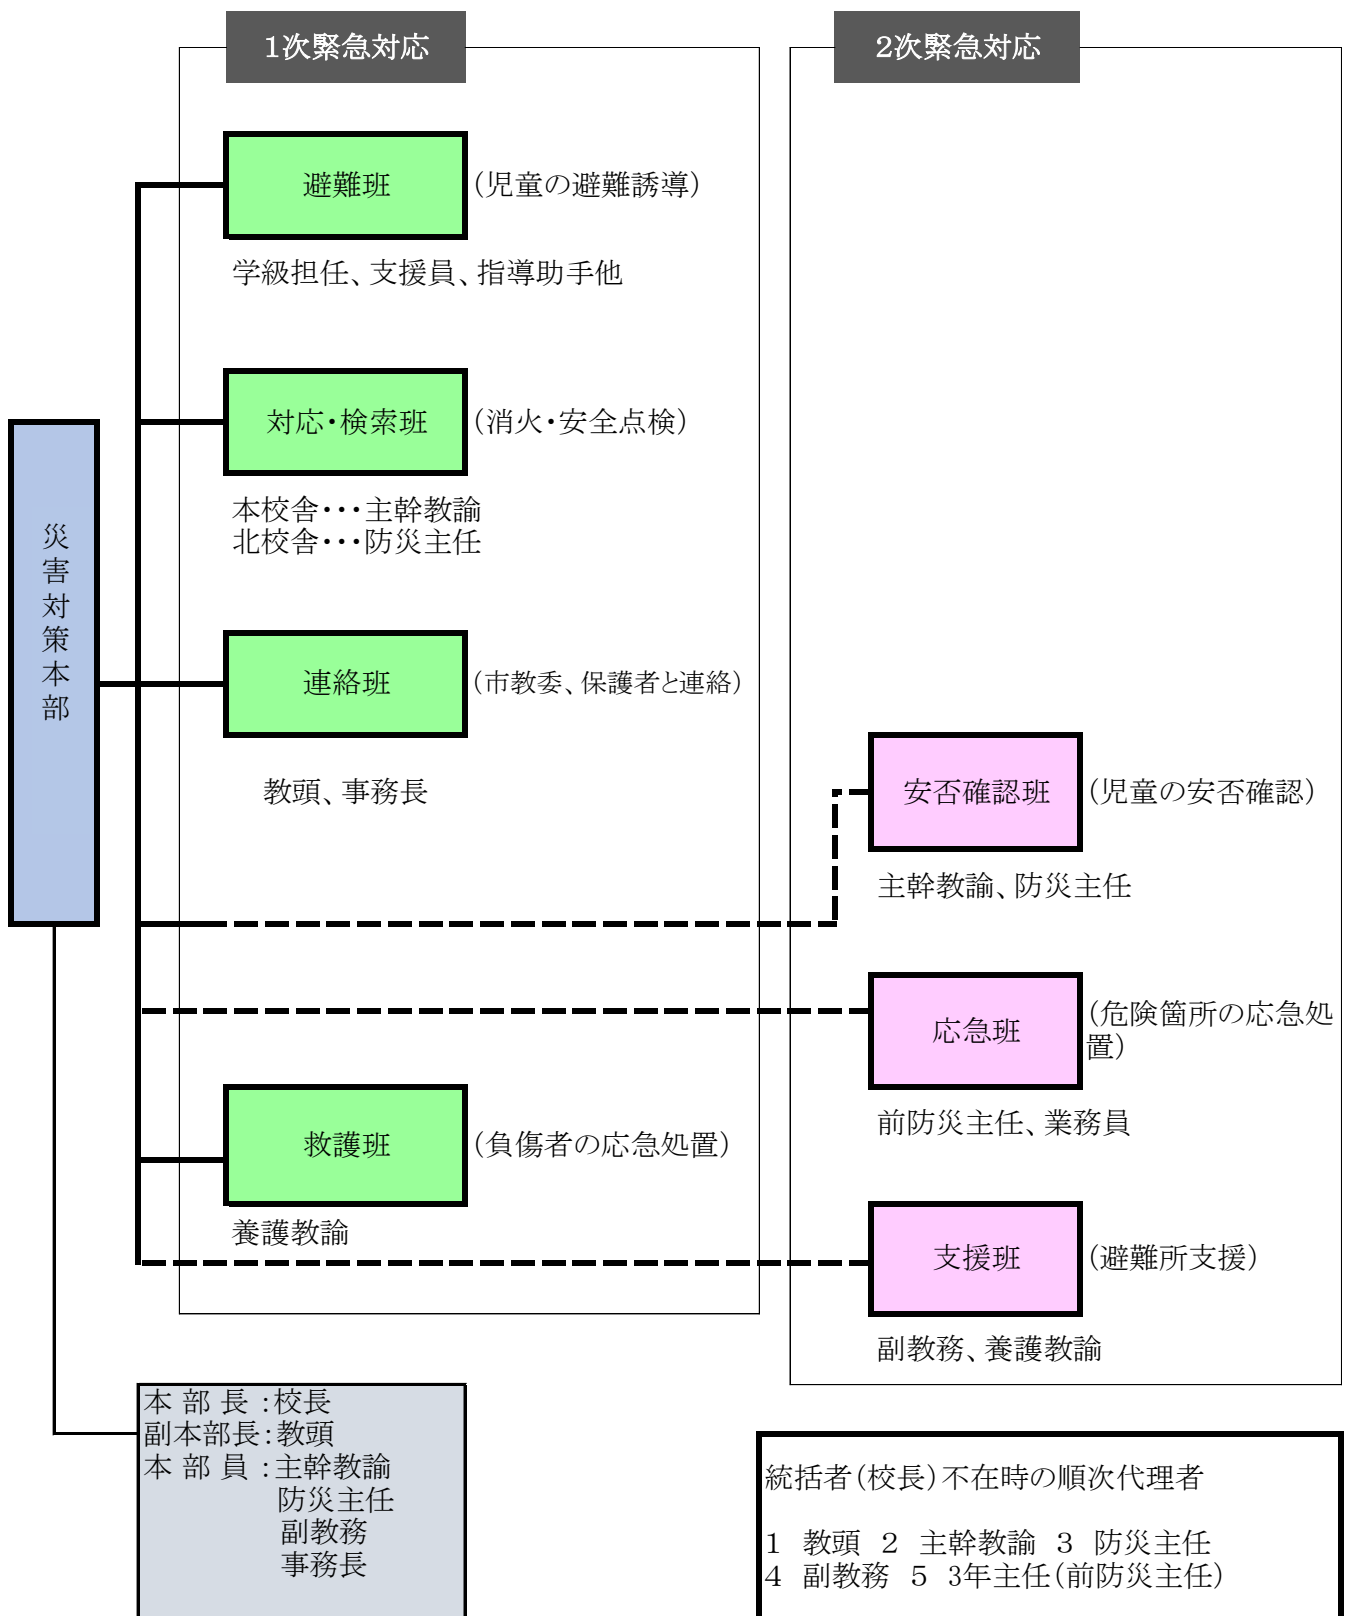 1次緊急対応
2次緊急対応
避難班
(児童の避難誘導)
学級担任、支援員、指導助手他
対応・検索班
(消火・安全点検)
本校舎・・・主幹教諭
北校舎・・・防災主任
災害対策本部
連絡班
(市教委、保護者と連絡)
教頭、事務長
安否確認班
(児童の安否確認)
主幹教諭、防災主任
応急班
(危険箇所の応急処
置)
前防災主任、業務員
救護班
(負傷者の応急処置)
養護教諭
支援班
(避難所支援)
副教務、養護教諭
本 部 長 :校長
副本部長:教頭
本 部 員 :主幹教諭
防災主任
副教務
事務長
統括者(校長)不在時の順次代理者
1 教頭 2 主幹教諭 3 防災主任
4 副教務 5 3年主任(前防災主任)